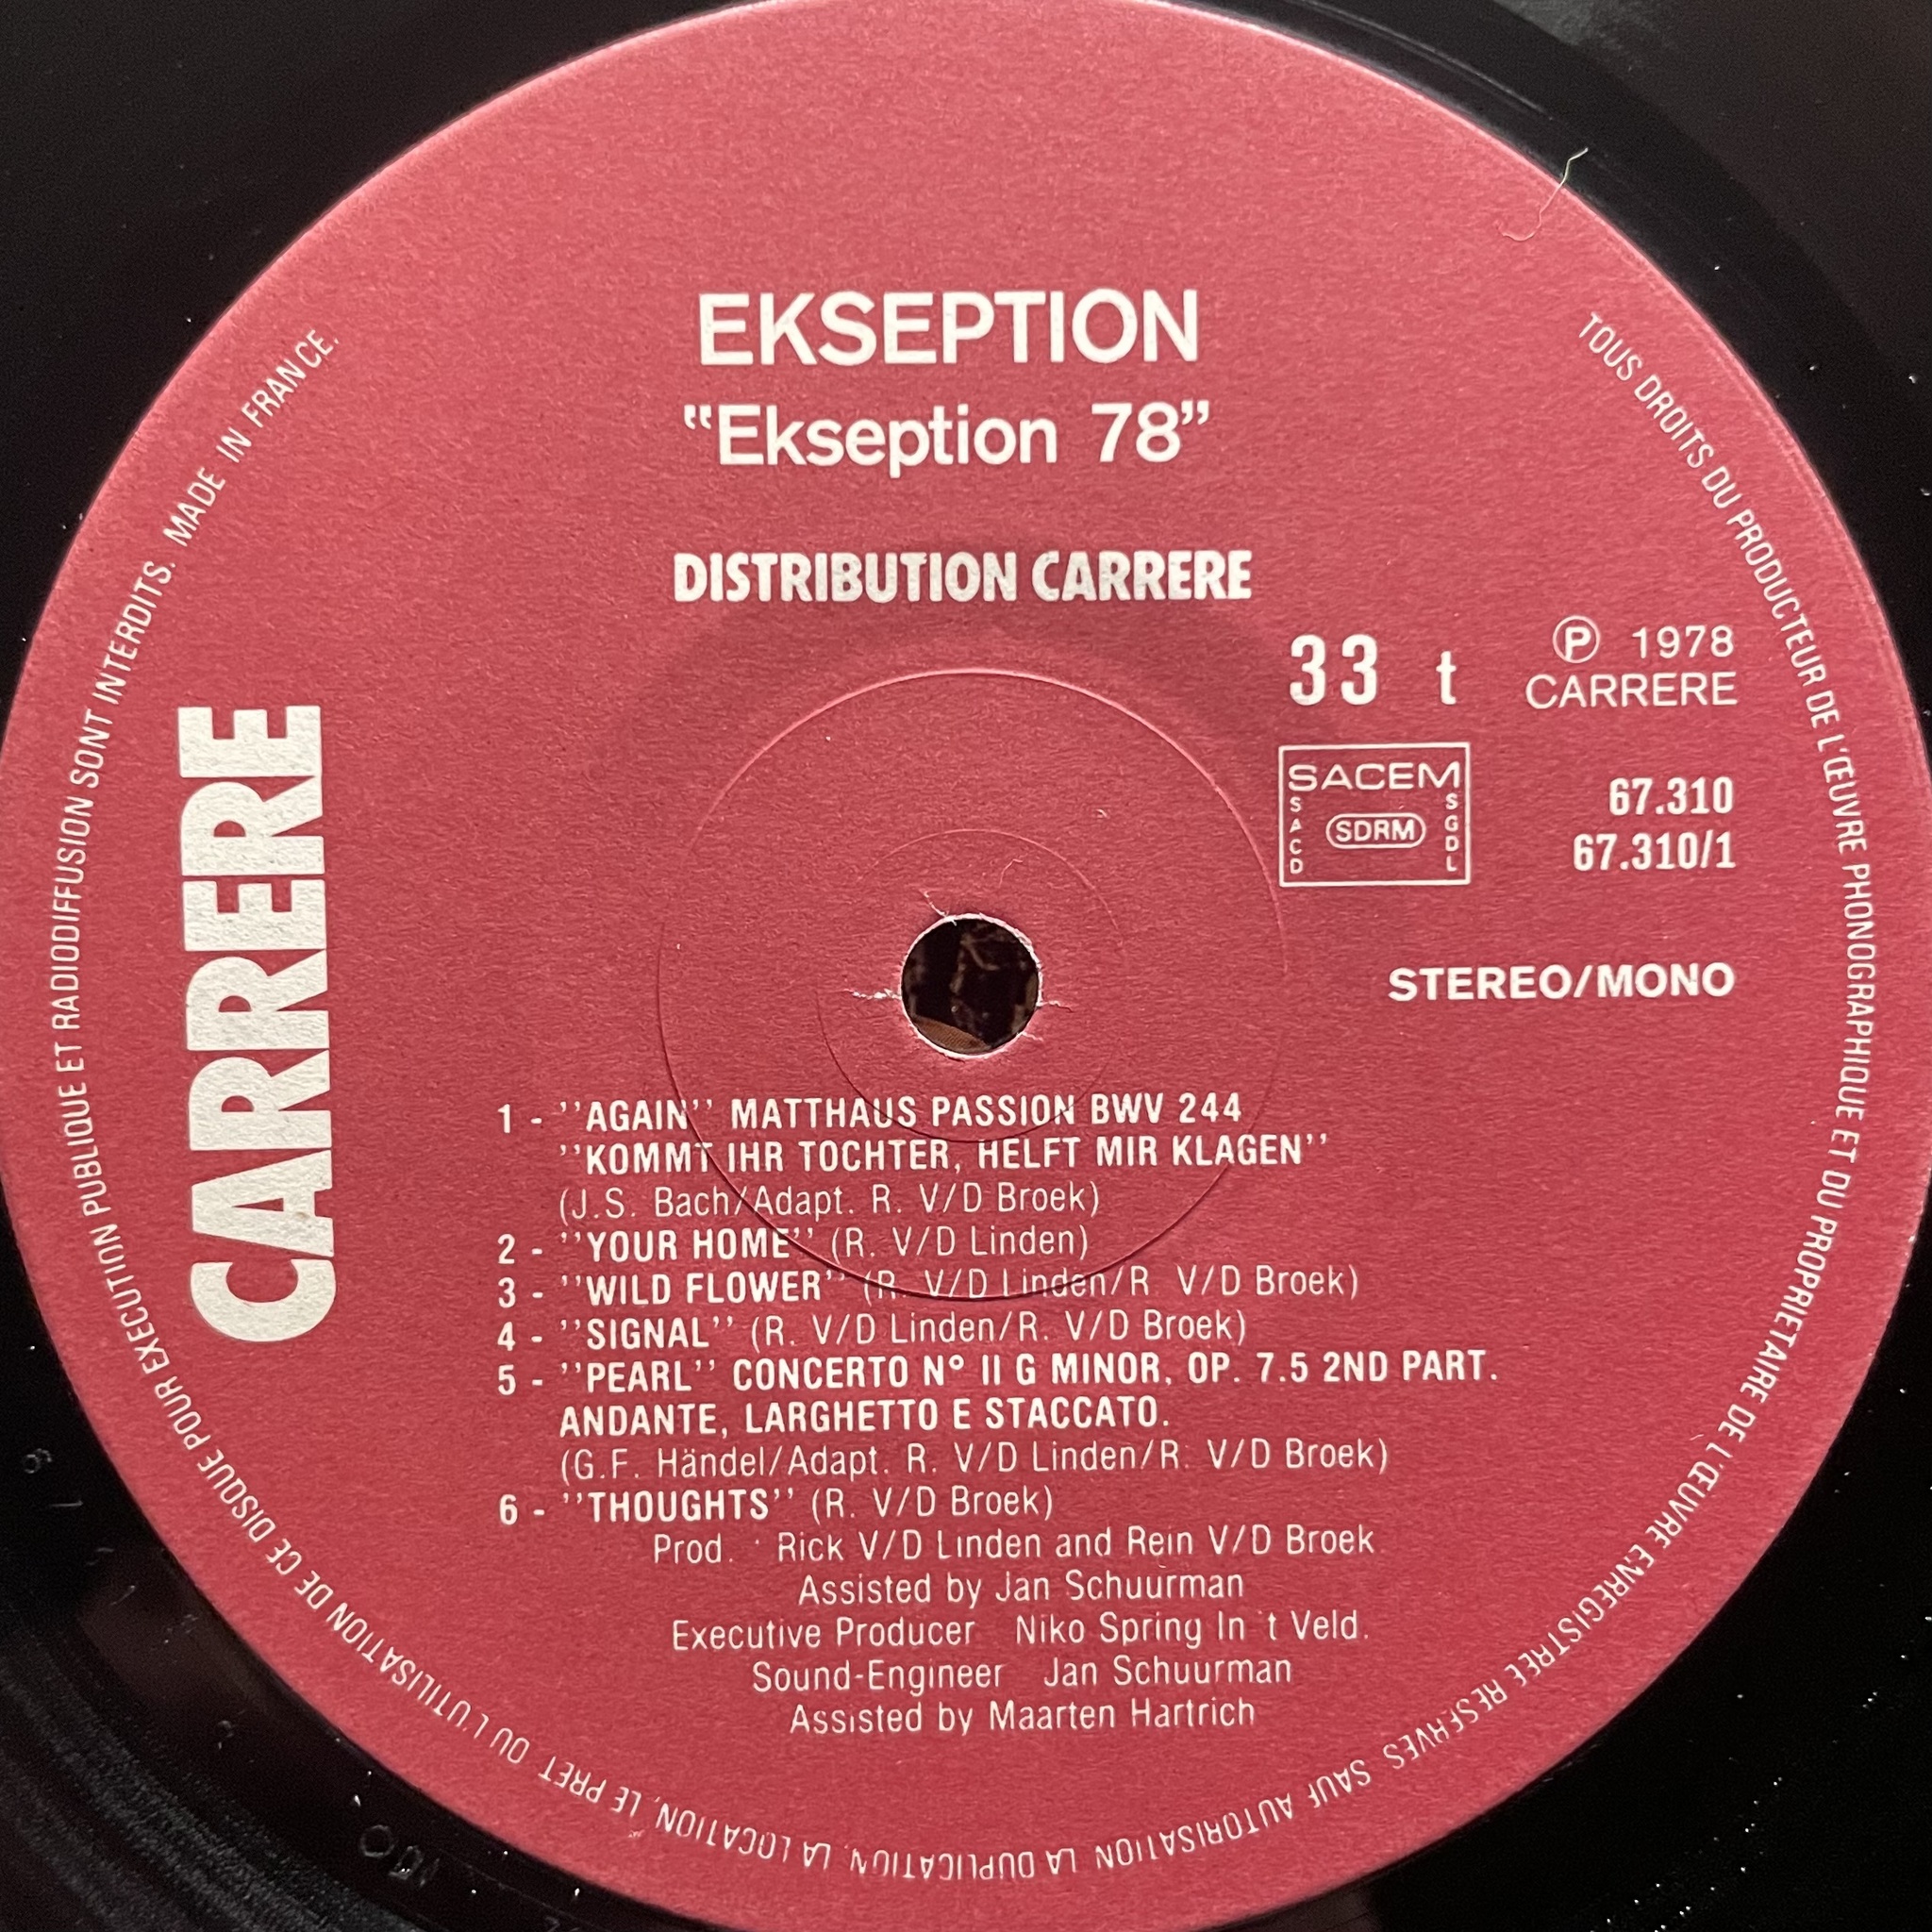 EKSEPTION
“Ekseption 78”
DISTRIBUTION CARRERE
33 t
Ⓟ 1978
CARRERE
SACEM
SACD
SDRM
SGDL
67.310
67.310/1
STEREO/MONO
CARRERE
1 - ''AGAIN'' MATTHAUS PASSION BWV 244
''KOMMT IHR TOCHTER, HELFT MIR KLAGEN''
(J.S. Bach/Adapt. R. V/D Broek)
2 - ''YOUR HOME'' (R. V/D Linden)
3 - ''WILD FLOWER'' (R. V/D Linden/R V/D Broek)
4 - ''SIGNAL'' (R. V/D Linden/R. V/D Broek)
5 - ''PEARL'' CONCERTO N° II G MINOR, OP. 7.5 2ND PART.
ANDANTE, LARGHETTO E STACCATO.
(G.F. Händel/Adapt. R. V/D Linden/R. V/D Broek)
6 - ''THOUGHTS'' (R. V/D Broek)
Prod. : Rick V/D Linden and Rein V/D Broek
Assisted by Jan Schuurman
Executive Producer Niko Spring In 't Veld.
Sound-Engineer Jan Schuurman
Assisted by Maarten Hartrich
TOUS DROITS DU PRODUCTEUR DE L'ŒUVRE PHONOGRAPHIQUE ET DU PROPRIETAIRE DE L'ŒUVRE ENREGISTREE RESERVES. SAUF AUTORISATION LA DUPLICATION, LA LOCATION, LE PRET OU L'UTILISATION DE CE DISQUE POUR EXECUTION PUBLIQUE ET RADIODIFFUSION SONT INTERDITS. MADE IN FRANCE.